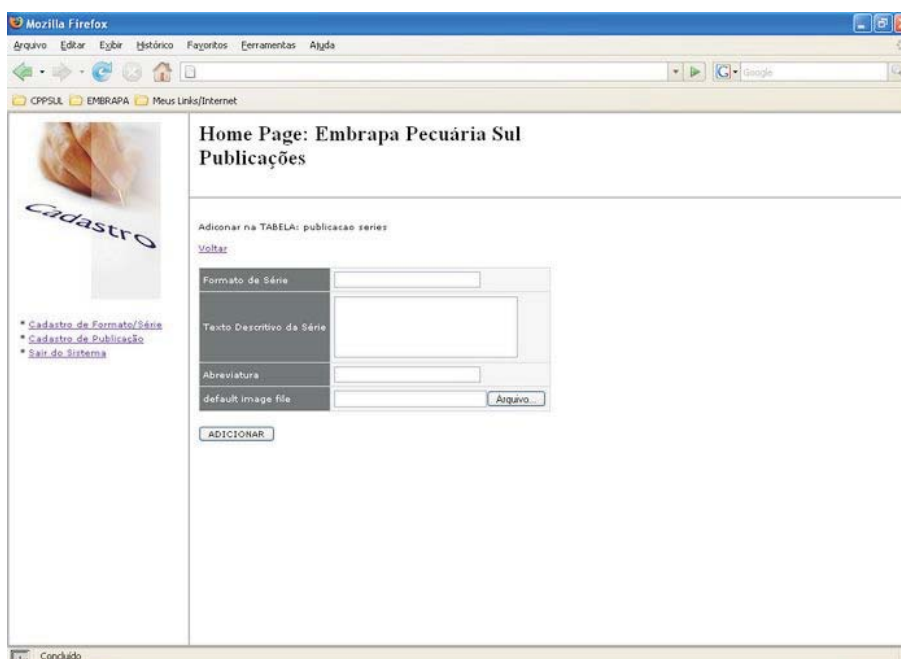 Mozilla Firefox
Arquivo Editar Exibir Histórico Favoritos Ferramentas Ajuda
Google
CPPSUL EMBRAPA Meus Links/Internet
Cadastro
* Cadastro de Formato/Série
* Cadastro de Publicação
* Sair do Sistema
Home Page: Embrapa Pecuária Sul
Publicações
Adiconar na TABELA: publicacao series
Voltar
Formato de Série
Texto Descritivo da Série
Abreviatura
default image file Arquivo...
ADICIONAR
Concluído